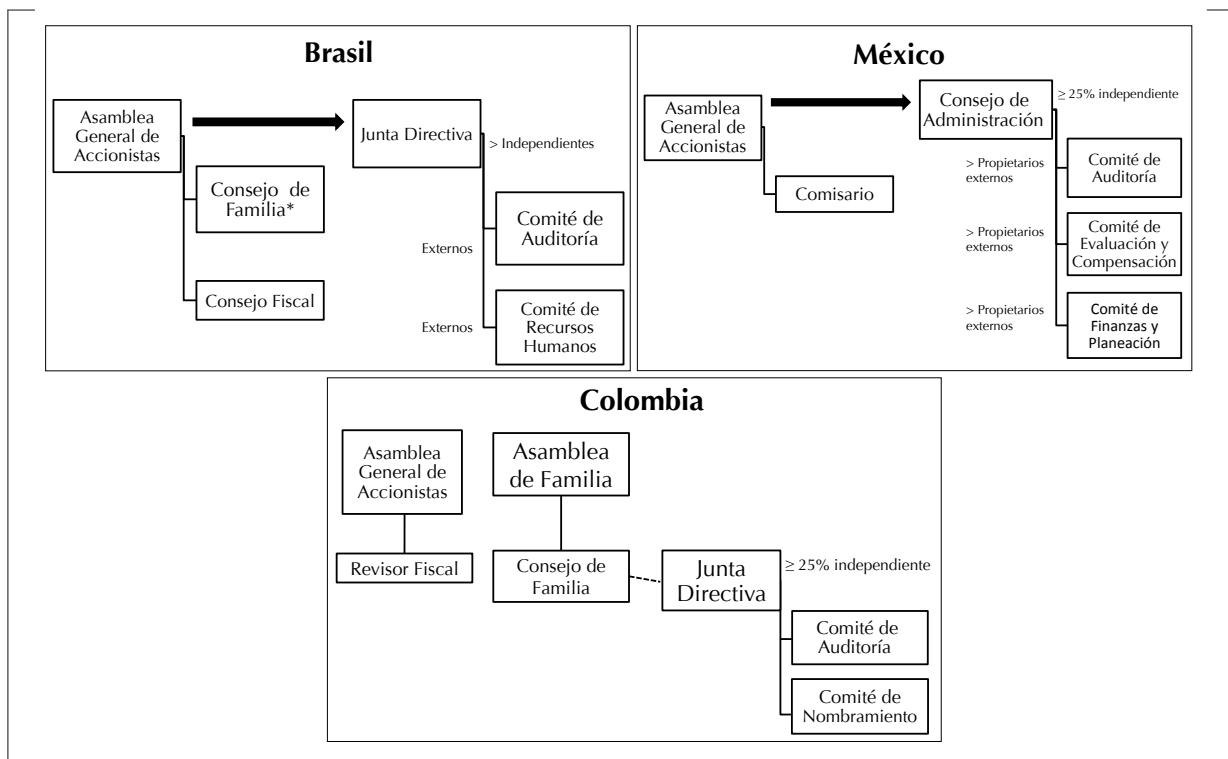 Brasil
Asamblea
General de
Accionistas
Junta Directiva
> Independientes
Consejo de
Familia*
Comité de
Auditoría
Externos
Consejo Fiscal
Externos
Comité de
Recursos
Humanos
México
Asamblea
General de
Accionistas
Consejo de
Administración
≥ 25% independiente
> Propietarios
externos
Comité de
Auditoría
Comisario
> Propietarios
externos
Comité de
Evaluación y
Compensación
> Propietarios
externos
Comité de
Finanzas y
Planeación
Colombia
Asamblea
General de
Accionistas
Asamblea
de Familia
Revisor Fiscal
Consejo de
Familia
Junta
Directiva
≥ 25% independiente
Comité de
Auditoría
Comité de
Nombramiento